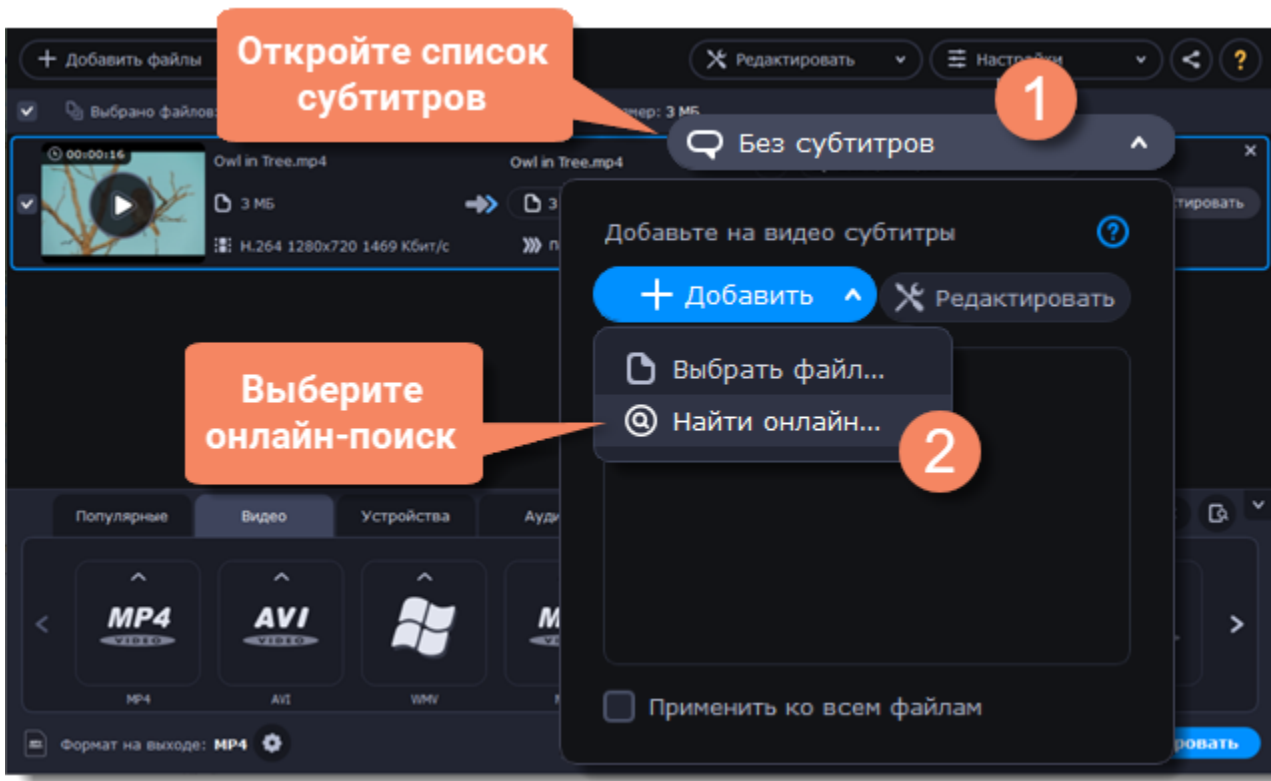 Откройте список
субтитров
+ Добавить файлы
Редактировать
Настройки
?
1
Выбрано файлов:
3 МБ
Без субтитров
00:00:16
Owl in Tree.mp4
Owl in Tree.mp4
3 МБ
3
H.264 1280x720 1469 Кбит/с
Добавьте на видео субтитры
?
+ Добавить
Редактировать
Выбрать файл...
Найти онлайн...
2
Выберите
онлайн-поиск
Популярные
Видео
Устройства
MP4
VIDEO
AVI
VIDEO
MP4
AVI
WMV
Применить ко всем файлам
Формат на выходе: MP4